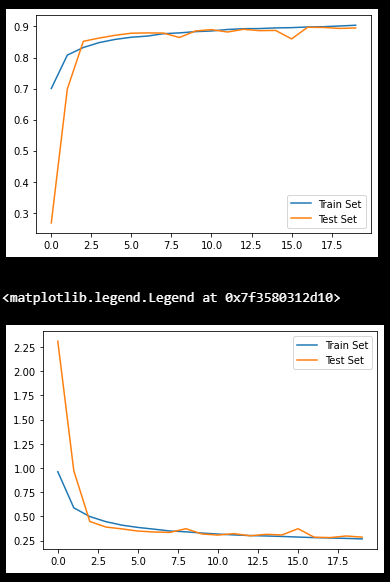 0.9
0.8
0.7
0.6
0.5
0.4
0.3
Train Set
Test Set
0.0 2.5 5.0 7.5 10.0 12.5 15.0 17.5
<matplotlib.legend.Legend at 0x7f3580312d10>
2.25
2.00
1.75
1.50
1.25
1.00
0.75
0.50
0.25
Train Set
Test Set
0.0 2.5 5.0 7.5 10.0 12.5 15.0 17.5